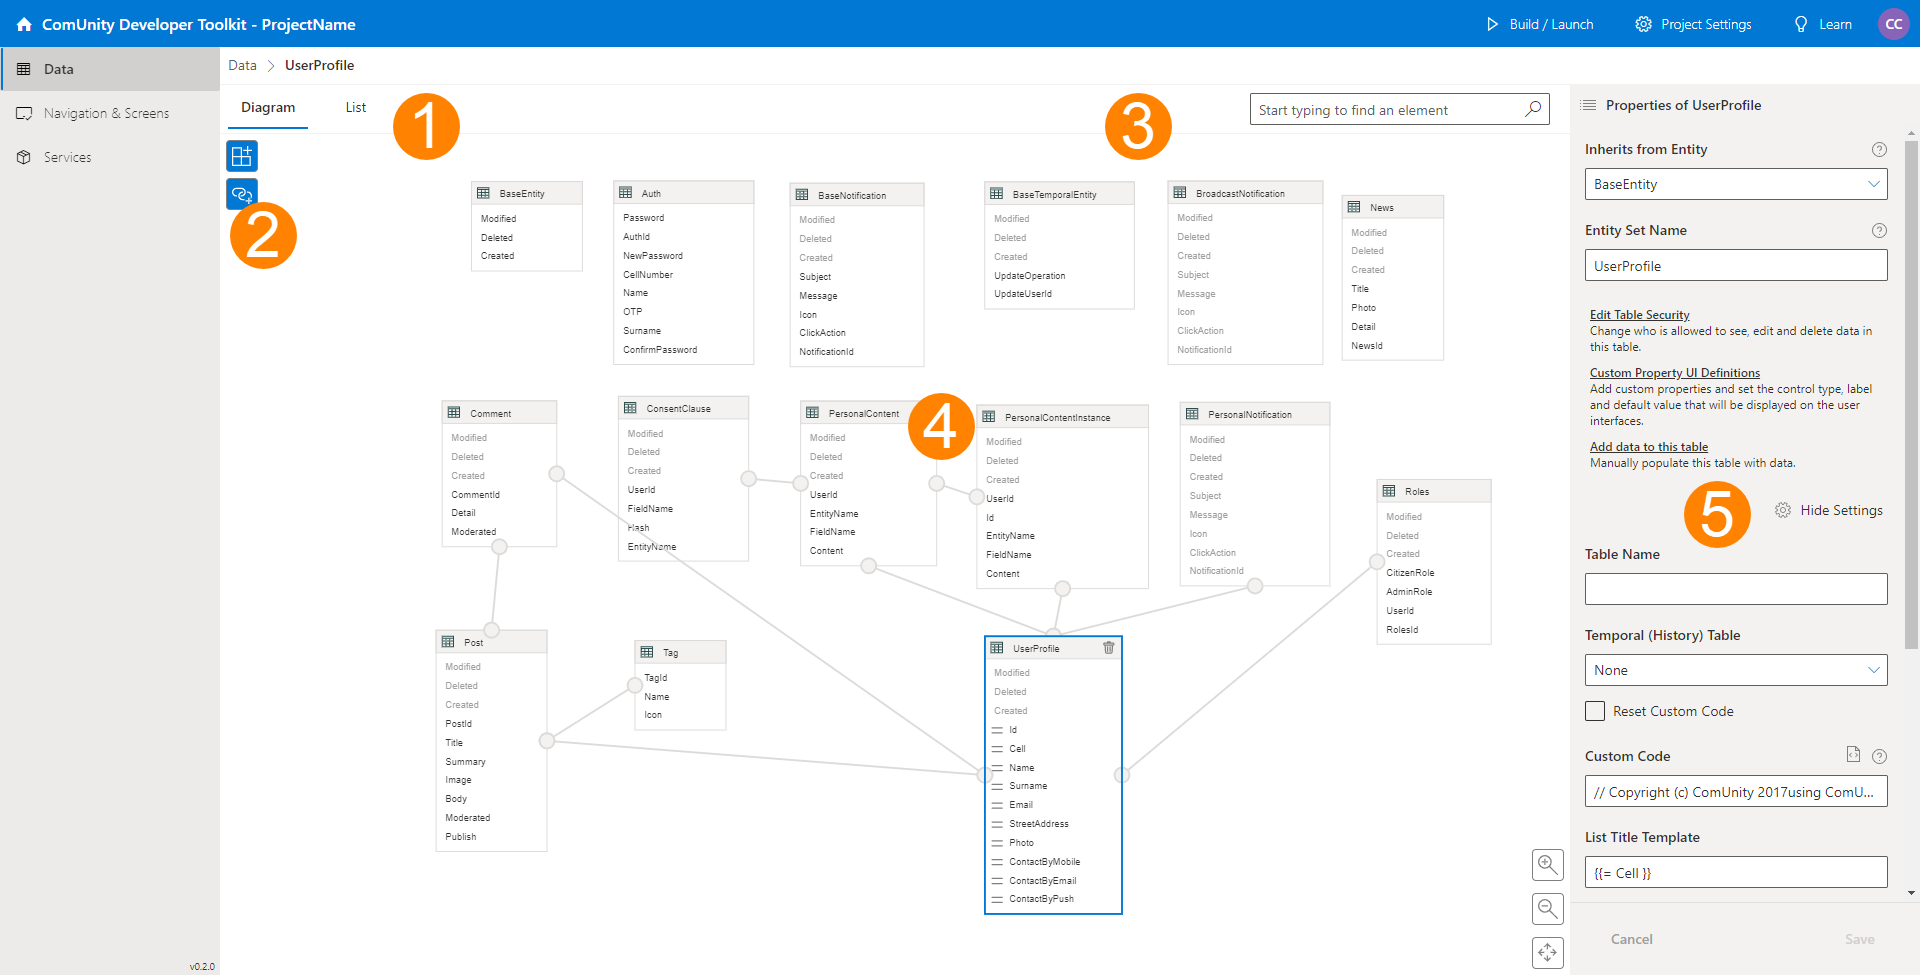 ComUnity Developer Toolkit - ProjectName
Build / Launch
Project Settings
Learn
CC
Data
Navigation & Screens
Services
v0.2.0
Data > UserProfile
Diagram
List
1
2
3
4
5
Start typing to find an element
BaseEntity
Modified
Deleted
Created
Auth
Password
AuthId
NewPassword
CellNumber
Name
OTP
Surname
ConfirmPassword
BaseNotification
Modified
Deleted
Created
Subject
Message
Icon
ClickAction
NotificationId
BaseTemporalEntity
Modified
Deleted
Created
UpdateOperation
UpdateUserId
BroadcastNotification
Modified
Deleted
Created
Subject
Message
Icon
ClickAction
NotificationId
News
Modified
Deleted
Created
Title
Photo
Detail
NewsId
Comment
Modified
Deleted
Created
CommentId
Detail
Moderated
ConsentClause
Modified
Deleted
Created
UserId
FieldName
Hash
EntityName
PersonalContent
Modified
Deleted
Created
UserId
EntityName
FieldName
Content
PersonalContentInstance
Modified
Deleted
Created
UserId
Id
EntityName
FieldName
Content
PersonalNotification
Modified
Deleted
Created
Subject
Message
Icon
ClickAction
NotificationId
Roles
Modified
Deleted
Created
CitizenRole
AdminRole
UserId
RolesId
Post
Modified
Deleted
Created
PostId
Title
Summary
Image
Body
Moderated
Publish
Tag
TagId
Name
Icon
UserProfile
Modified
Deleted
Created
Id
Cell
Name
Surname
Email
StreetAddress
Photo
ContactByMobile
ContactByEmail
ContactByPush
Properties of UserProfile
Inherits from Entity
?
BaseEntity
Entity Set Name
?
UserProfile
Edit Table Security
Change who is allowed to see, edit and delete data in
this table.
Custom Property UI Definitions
Add custom properties and set the control type, label
and default value that will be displayed on the user
interfaces.
Add data to this table
Manually populate this table with data.
Hide Settings
Table Name
Temporal (History) Table
None
Reset Custom Code
Custom Code
?
// Copyright (c) ComUnity 2017using ComU...
List Title Template
{{= Cell }}
Cancel
Save